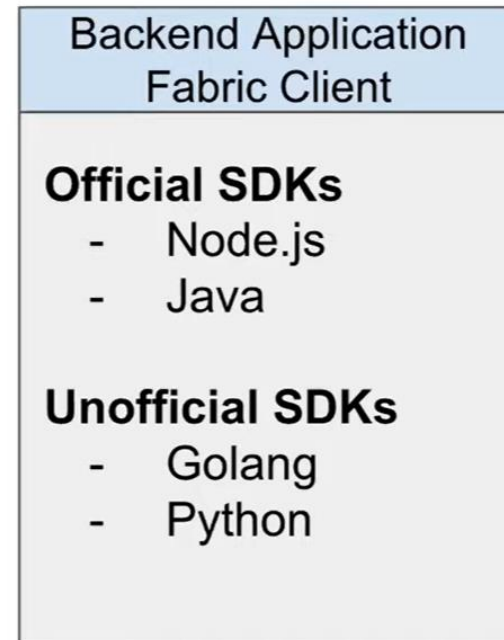 Backend Application
Fabric Client
Official SDKs
- Node.js
- Java
Unofficial SDKs
- Golang
- Python